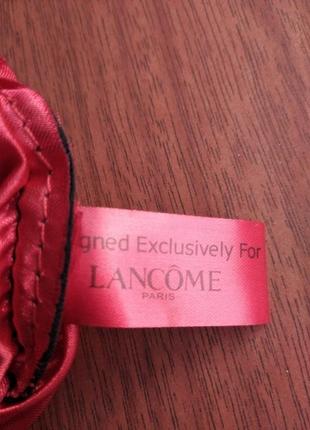 gned Exclusively For
LANCÔME
PARIS